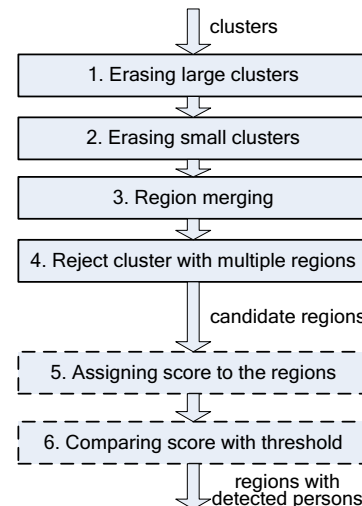 clusters
1. Erasing large clusters
2. Erasing small clusters
3. Region merging
4. Reject cluster with multiple regions
candidate regions
5. Assigning score to the regions
6. Comparing score with threshold
regions with
detected persons